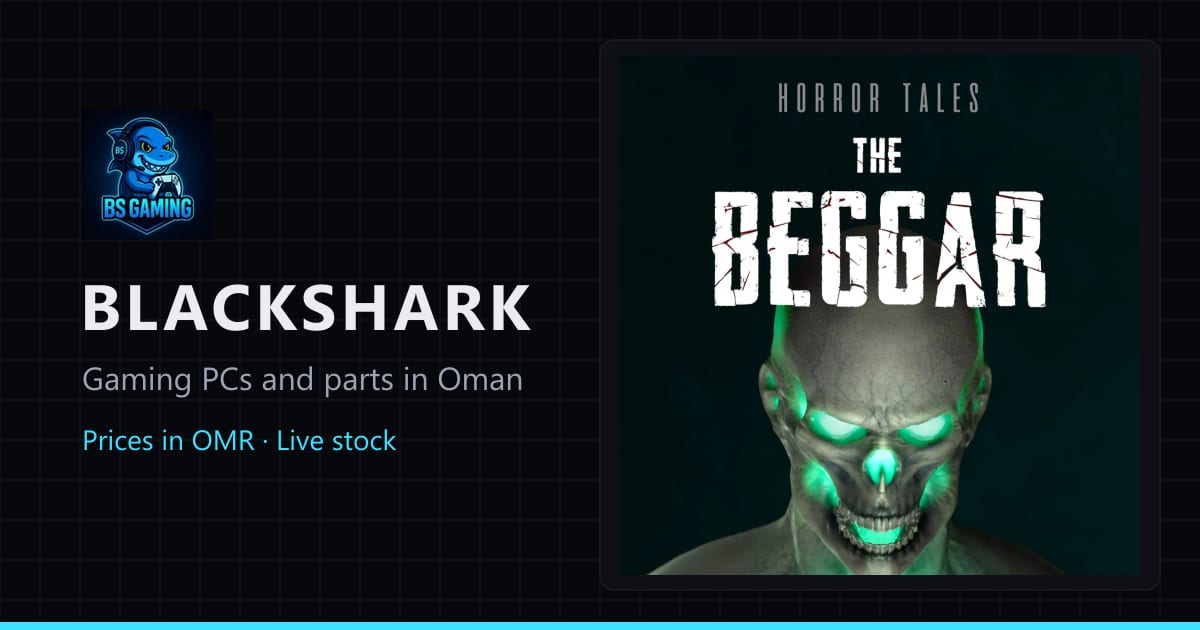 BS
BS GAMING
BLACKSHARK
Gaming PCs and parts in Oman
Prices in OMR · Live stock
HORROR TALES
THE
BEGGAR